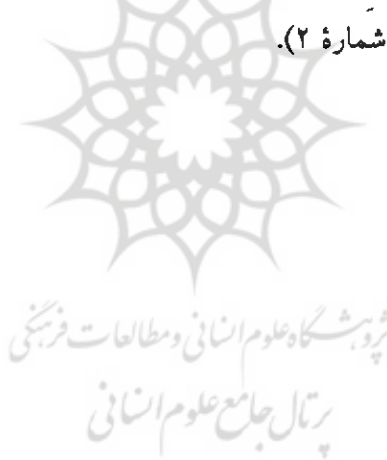 شمارهٔ ۲).
پژوهشگاه علوم انسانی و مطالعات فرهنگی
پرتال جامع علوم انسانی